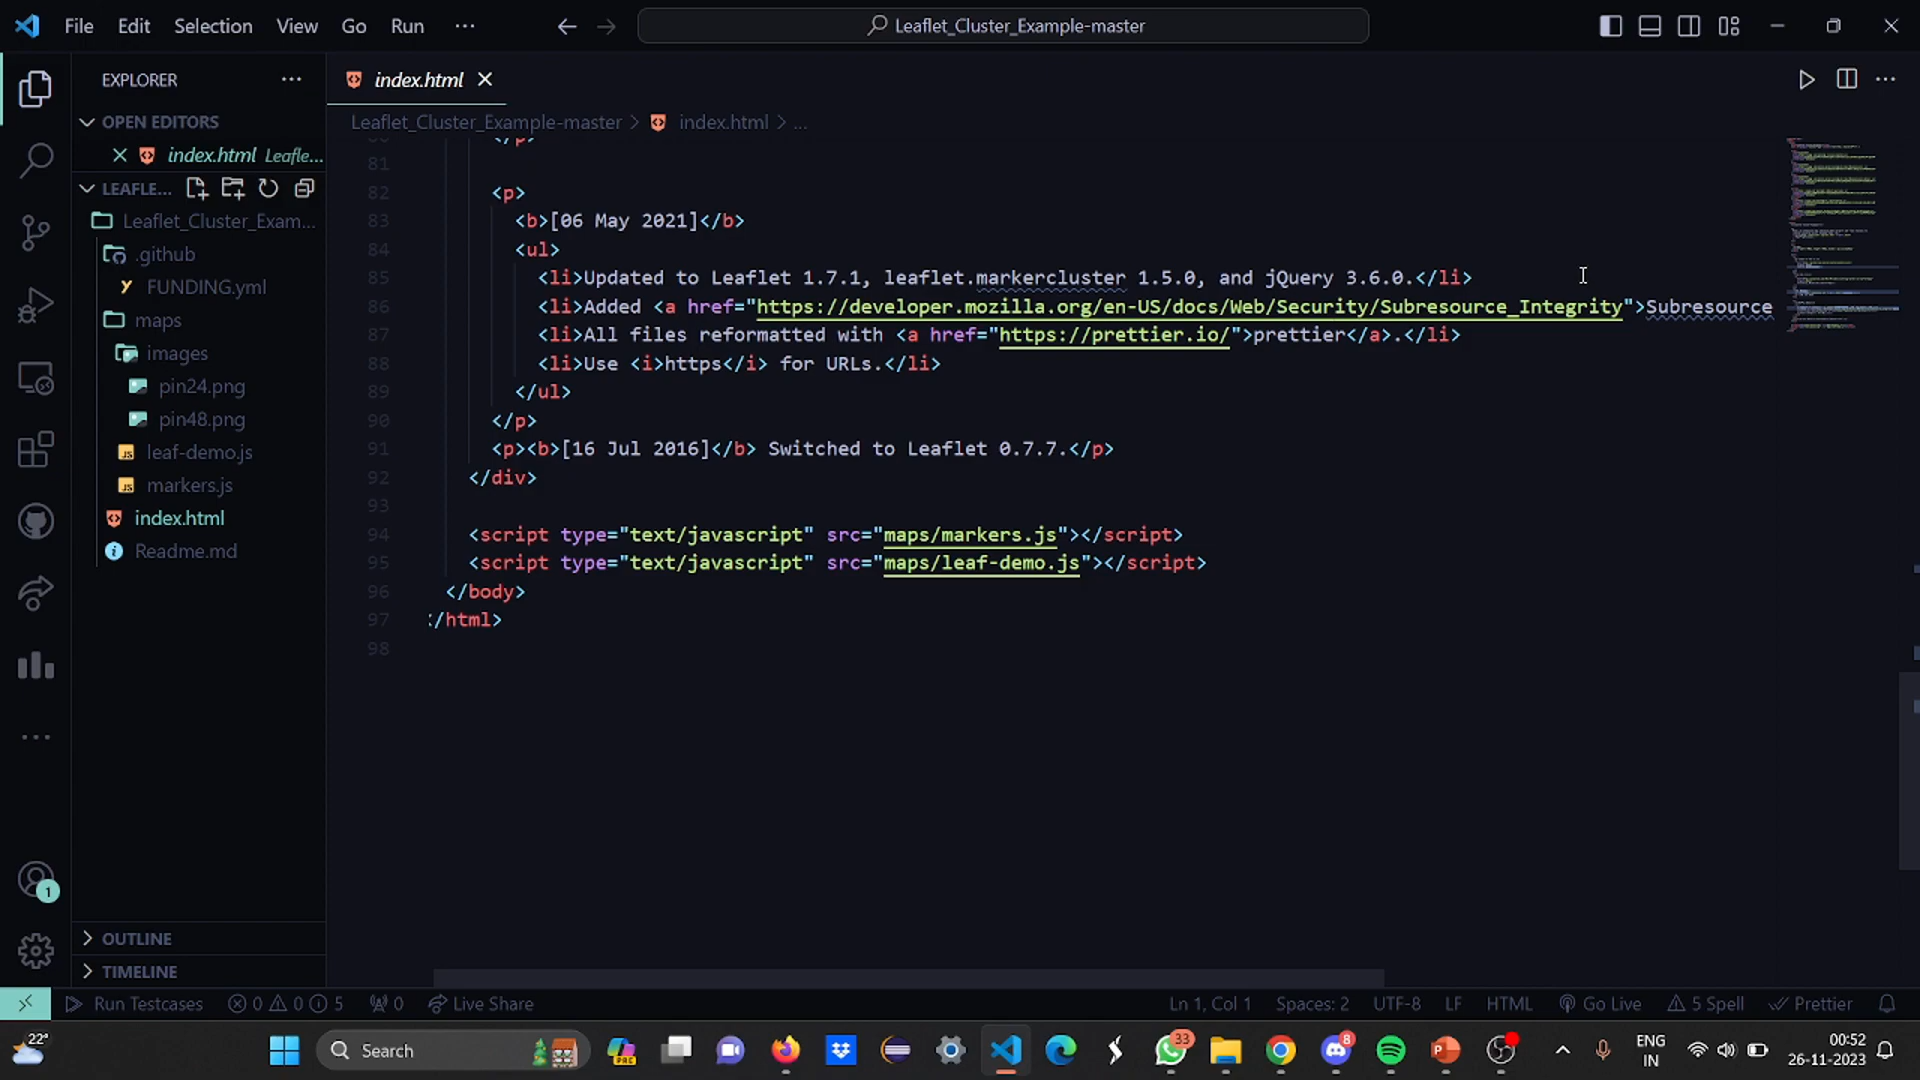 File Edit Selection View Go Run ··· Leaflet_Cluster_Example-master
EXPLORER
OPEN EDITORS
index.html Leafle...
LEAFLE...
Leaflet_Cluster_Exam...
.github
FUNDING.yml
maps
images
pin24.png
pin48.png
leaf-demo.js
markers.js
index.html
Readme.md
OUTLINE
TIMELINE
1
index.html
Leaflet_Cluster_Example-master > index.html > ...
81
82 <p>
83 <b>[06 May 2021]</b>
84 <ul>
85 <li>Updated to Leaflet 1.7.1, leaflet.markercluster 1.5.0, and jQuery 3.6.0.</li>
86 <li>Added <a href="https://developer.mozilla.org/en-US/docs/Web/Security/Subresource_Integrity">Subresource
87 <li>All files reformatted with <a href="https://prettier.io/">prettier</a>.</li>
88 <li>Use <i>https</i> for URLs.</li>
89 </ul>
90 </p>
91 <p><b>[16 Jul 2016]</b> Switched to Leaflet 0.7.7.</p>
92 </div>
93
94 <script type="text/javascript" src="maps/markers.js"></script>
95 <script type="text/javascript" src="maps/leaf-demo.js"></script>
96 </body>
97 </html>
98
Run Testcases 0 0 5 0 Live Share Ln 1, Col 1 Spaces: 2 UTF-8 LF HTML Go Live 5 Spell Prettier
22° Search PRE 33 8 ENG IN 00:52 26-11-2023